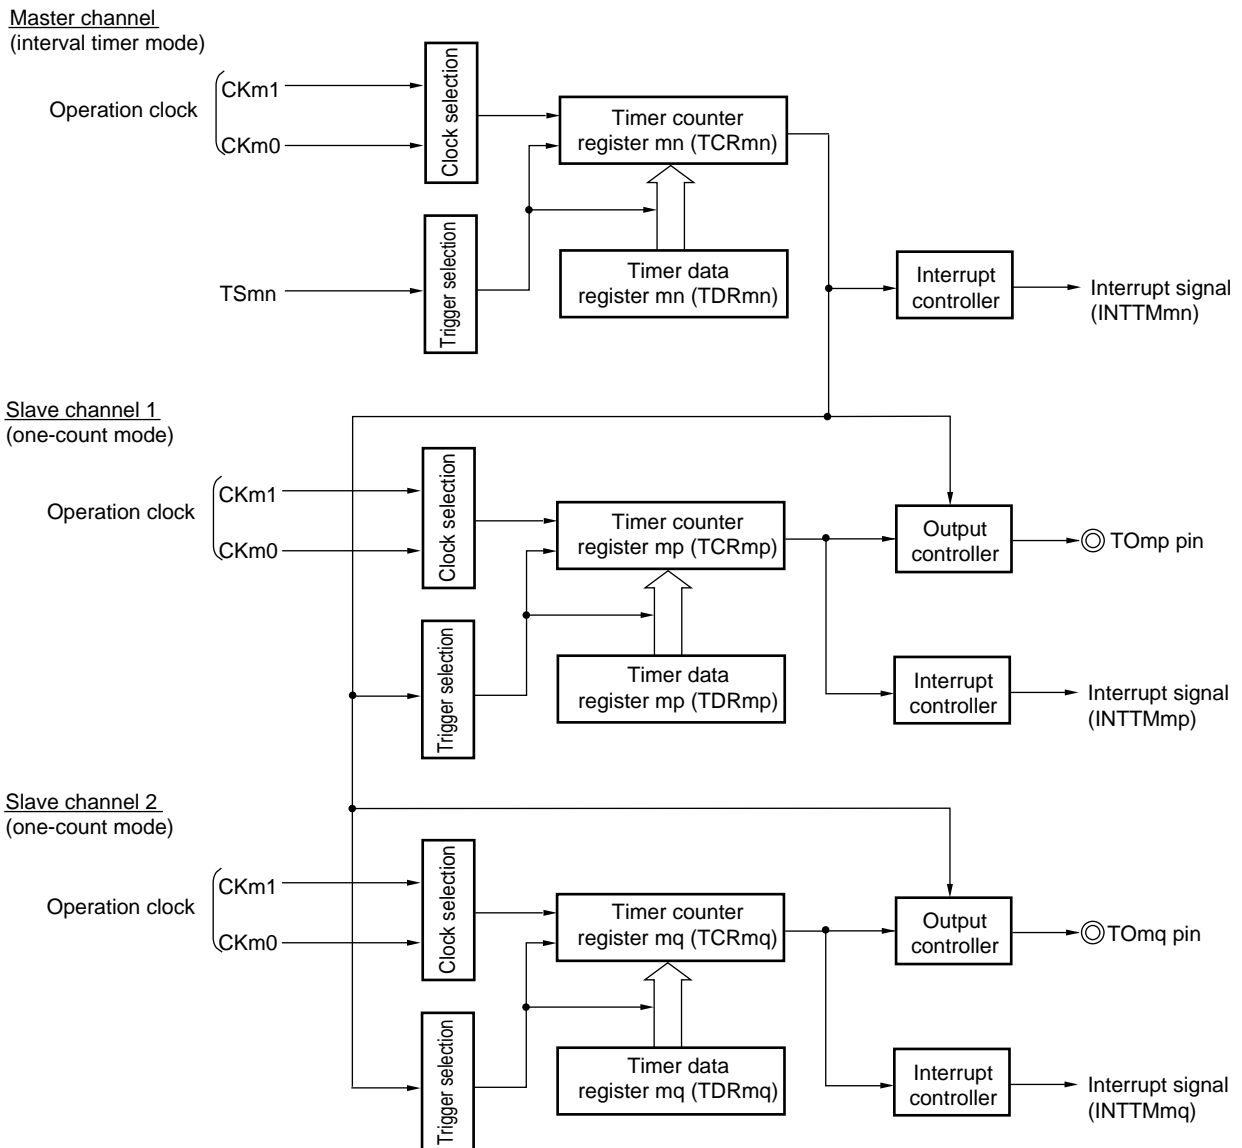 Master channel
(interval timer mode)
Operation clock
CKm1
CKm0
Clock selection
Timer counter
register mn (TCRmn)
TSmn
Trigger selection
Timer data
register mn (TDRmn)
Interrupt
controller
Interrupt signal
(INTTMmn)
Slave channel 1
(one-count mode)
Operation clock
CKm1
CKm0
Clock selection
Timer counter
register mp (TCRmp)
Output
controller
TOmp pin
Trigger selection
Timer data
register mp (TDRmp)
Interrupt
controller
Interrupt signal
(INTTMmp)
Slave channel 2
(one-count mode)
Operation clock
CKm1
CKm0
Clock selection
Timer counter
register mq (TCRmq)
Output
controller
TOmq pin
Trigger selection
Timer data
register mq (TDRmq)
Interrupt
controller
Interrupt signal
(INTTMmq)